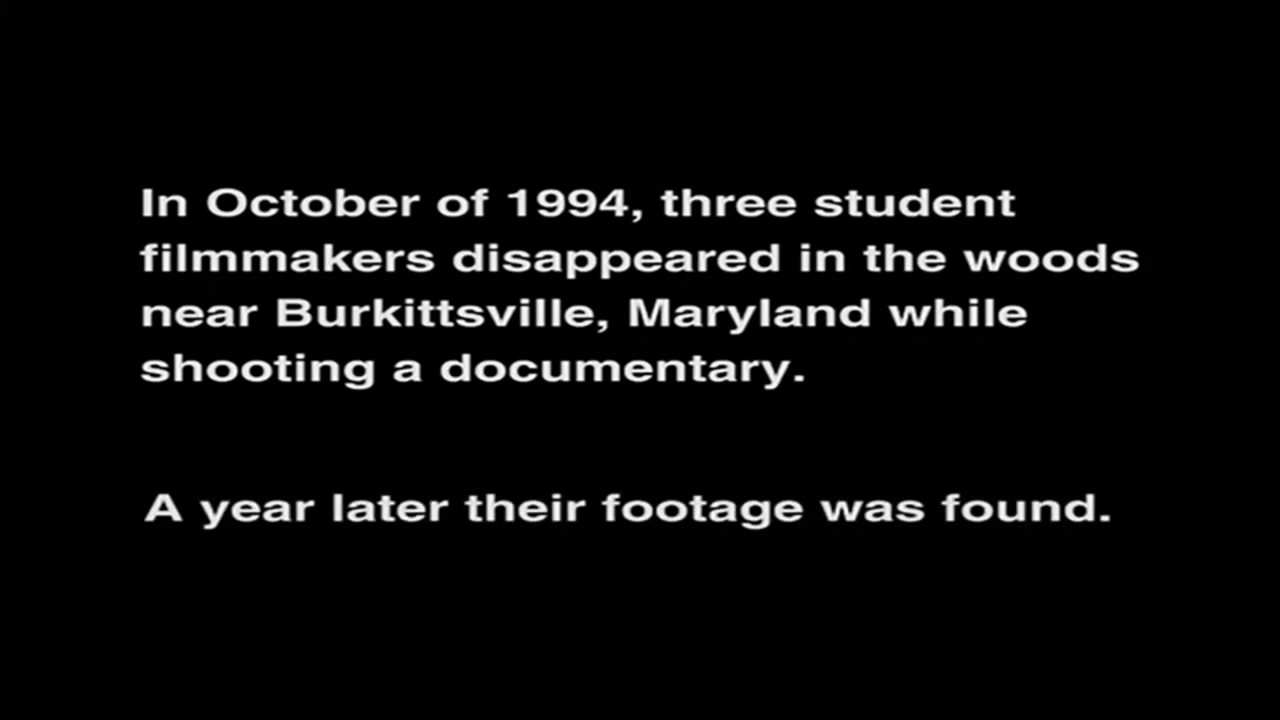 In October of 1994, three student
filmmakers disappeared in the woods
near Burkittsville, Maryland while
shooting a documentary.
A year later their footage was found.